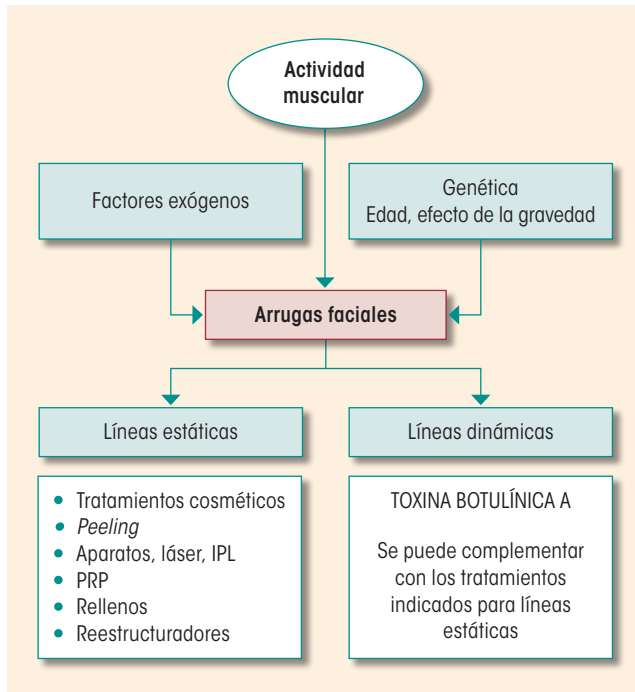 Actividad
muscular
Factores exógenos
Genética
Edad, efecto de la gravedad
Arrugas faciales
Líneas estáticas
Líneas dinámicas
• Tratamientos cosméticos
• Peeling
• Aparatos, láser, IPL
• PRP
• Rellenos
• Reestructuradores
TOXINA BOTULÍNICA A
Se puede complementar
con los tratamientos
indicados para líneas
estáticas